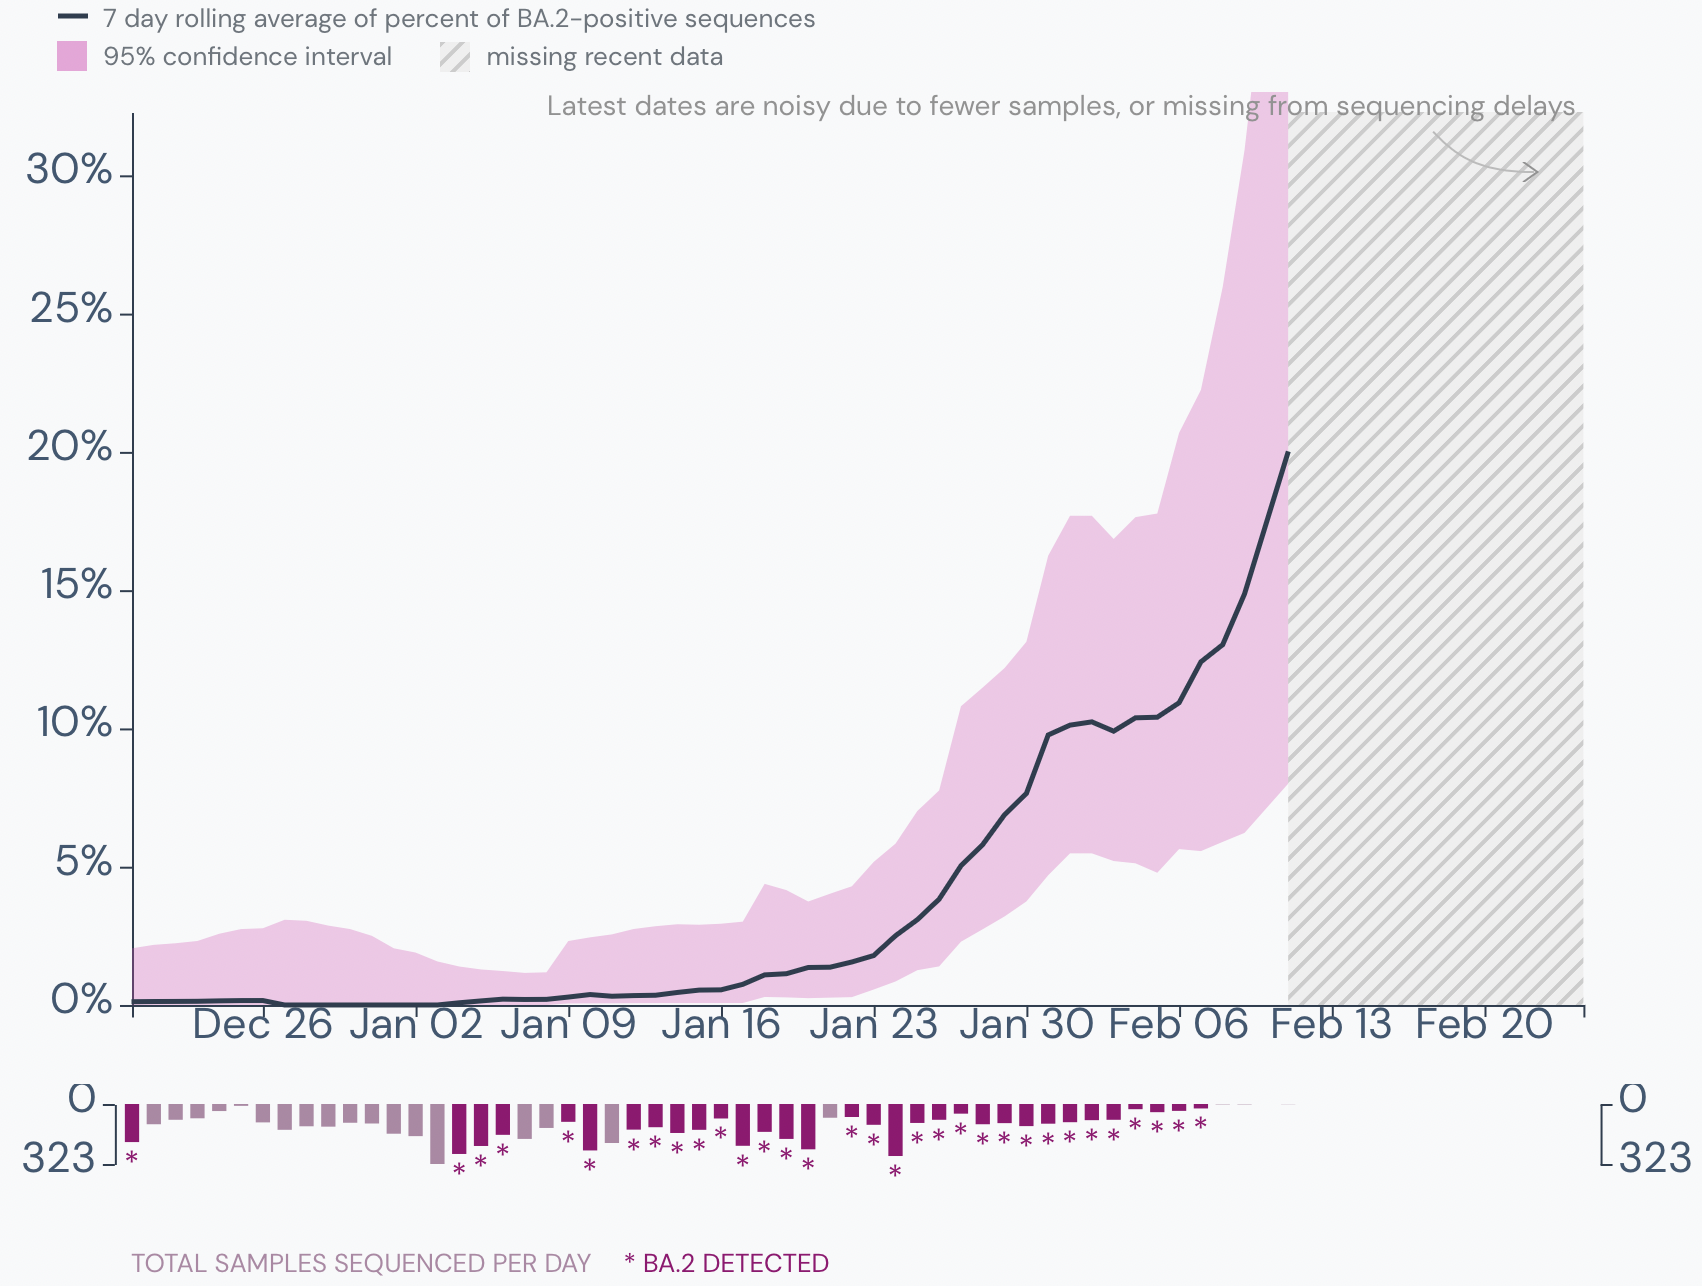 7 day rolling average of percent of BA.2-positive sequences
95% confidence interval missing recent data
Latest dates are noisy due to fewer samples, or missing from sequencing delays
30%
25%
20%
15%
10%
5%
0%
Dec 26 Jan 02 Jan 09 Jan 16 Jan 23 Jan 30 Feb 06 Feb 13 Feb 20
0 0
323 323
* * * * * * * * * * * * * * * * * * * * * * * * * * * * * *
TOTAL SAMPLES SEQUENCED PER DAY * BA.2 DETECTED